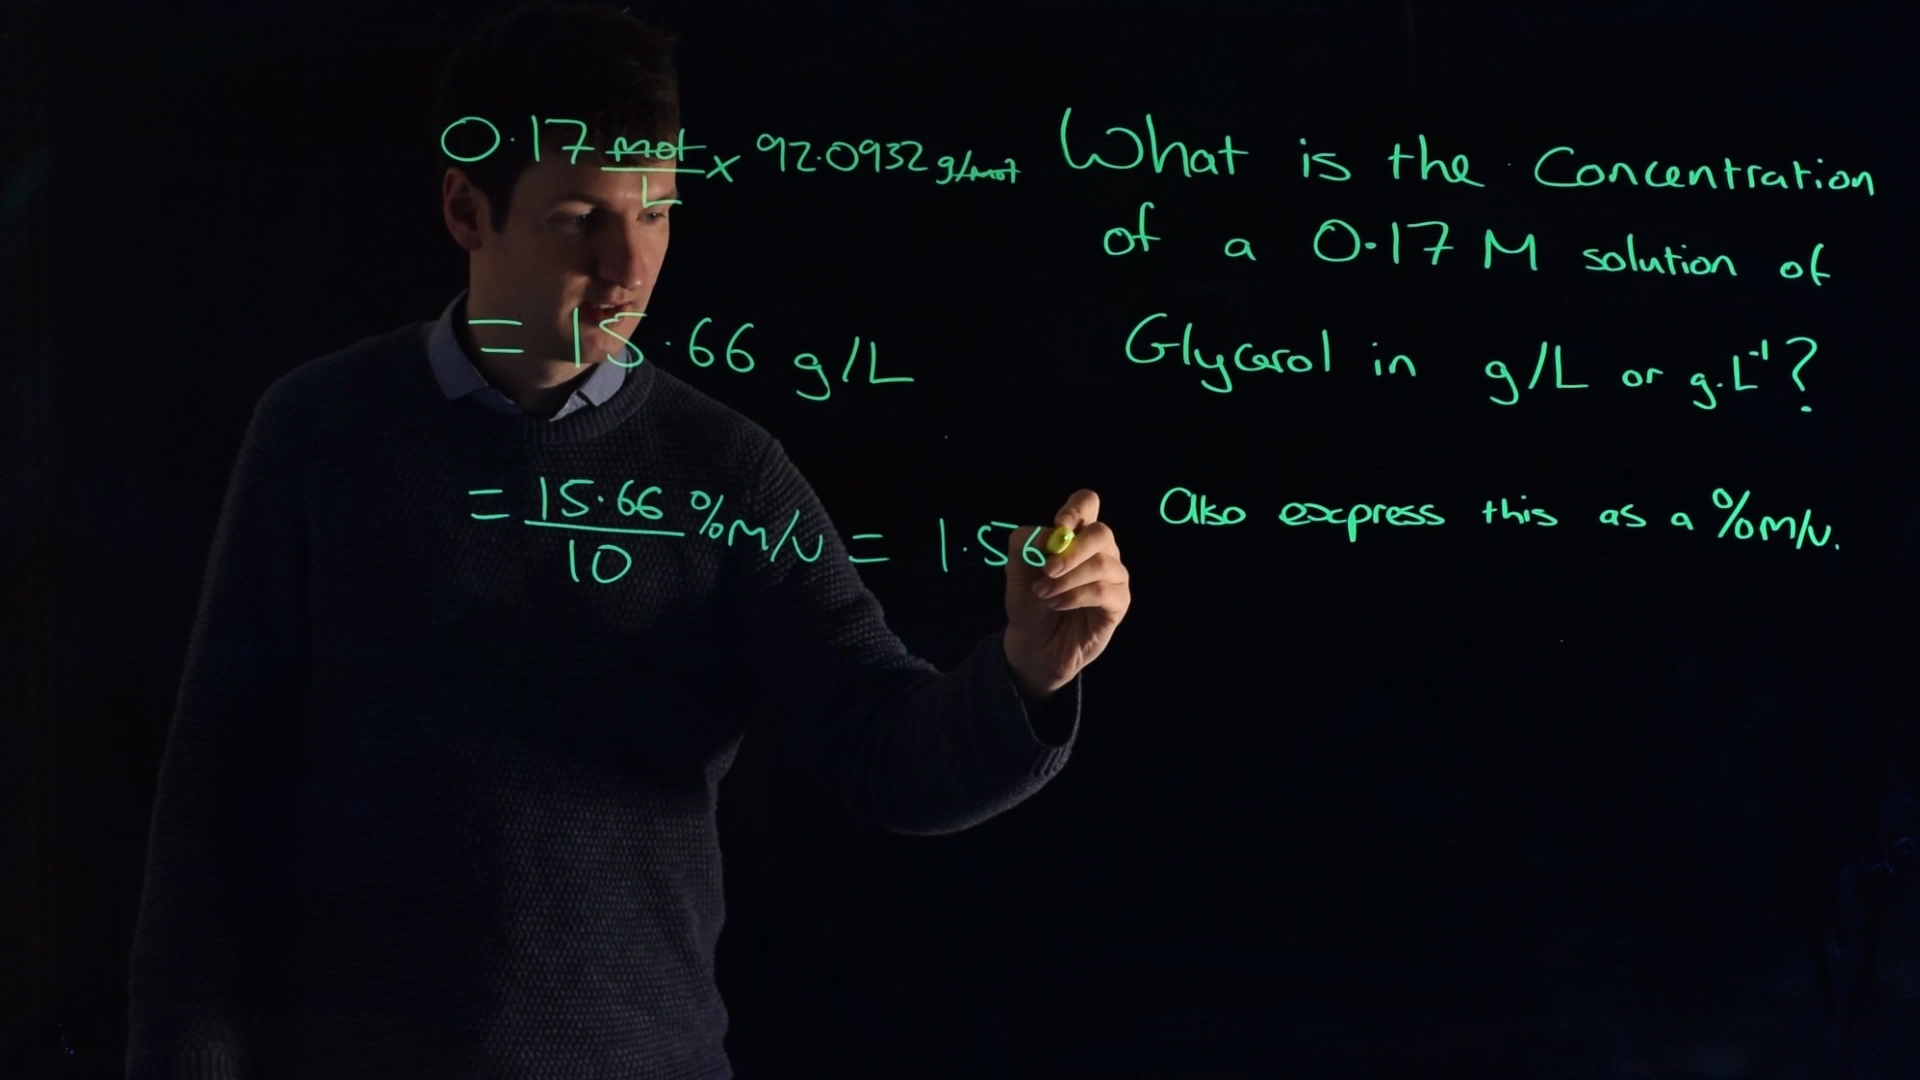 0.17 mol/L x 92.0932 g/mol
= 15.66 g/L
= 15.66/10 %m/v = 1.56
What is the Concentration
of a 0.17 M solution of
Glycerol in g/L or g.L⁻¹?
Also express this as a %m/v.